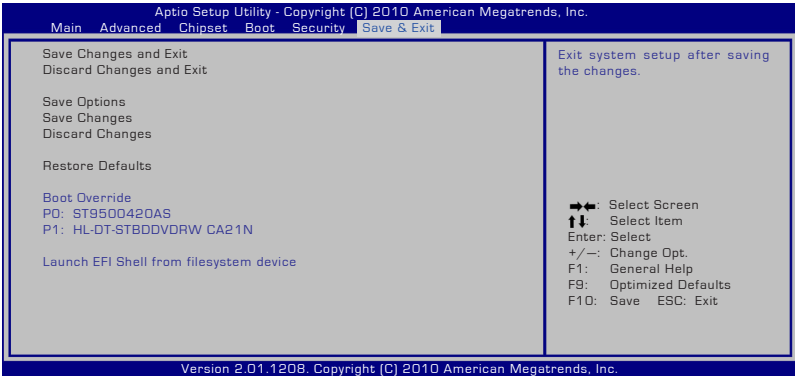 Aptio Setup Utility - Copyright (C) 2010 American Megatrends, Inc.
Main Advanced Chipset Boot Security Save & Exit
Save Changes and Exit
Discard Changes and Exit
Save Options
Save Changes
Discard Changes
Restore Defaults
Boot Override
P0: ST9500420AS
P1: HL-DT-STBDDVDRW CA21N
Launch EFI Shell from filesystem device
Exit system setup after saving
the changes.
→←: Select Screen
↑↓: Select Item
Enter: Select
+/—: Change Opt.
F1: General Help
F9: Optimized Defaults
F10: Save ESC: Exit
Version 2.01.1208. Copyright (C) 2010 American Megatrends, Inc.